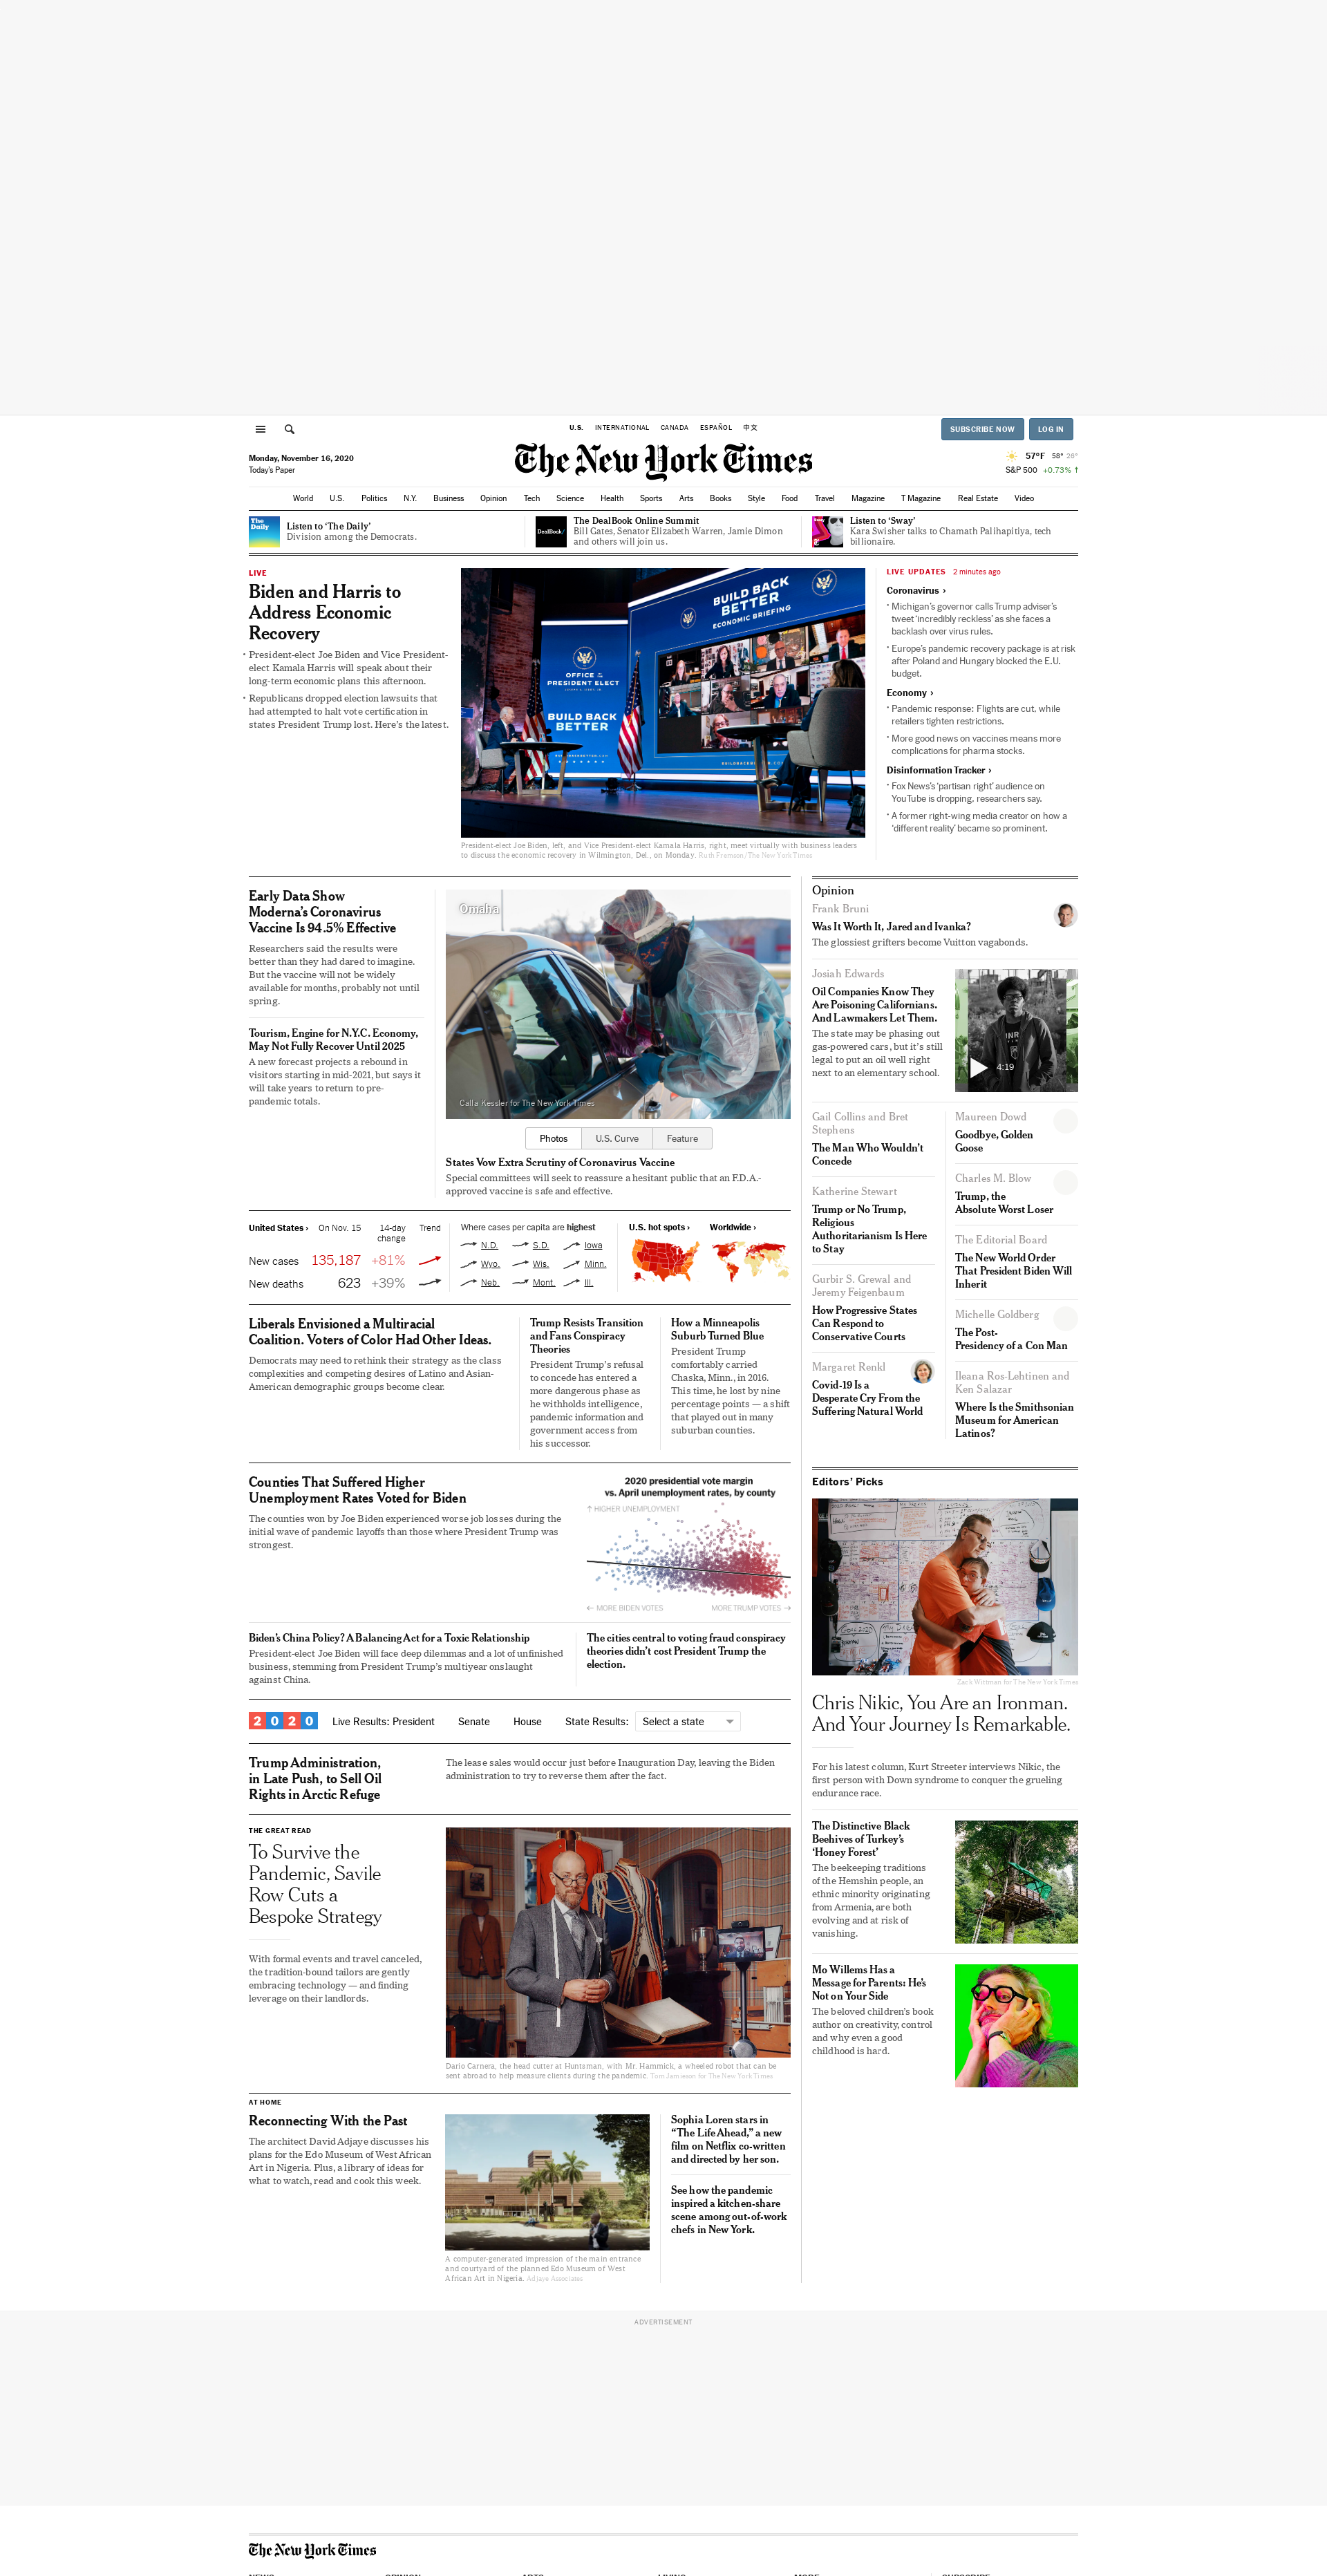 U.S. INTERNATIONAL CANADA ESPAÑOL 中文
SUBSCRIBE NOW LOG IN
Monday, November 16, 2020
Today's Paper
The New York Times
57°F 58° 26°
S&P 500 +0.73% ↑
World U.S. Politics N.Y. Business Opinion Tech Science Health Sports Arts Books Style Food Travel Magazine T Magazine Real Estate Video
The Daily
Listen to ‘The Daily’
Division among the Democrats.
DealBook/
The DealBook Online Summit
Bill Gates, Senator Elizabeth Warren, Jamie Dimon
and others will join us.
Sway
Listen to ‘Sway’
Kara Swisher talks to Chamath Palihapitiya, tech
billionaire.
LIVE
Biden and Harris to
Address Economic
Recovery
• President-elect Joe Biden and Vice President-
elect Kamala Harris will speak about their
long-term economic plans this afternoon.
• Republicans dropped election lawsuits that
had attempted to halt vote certification in
states President Trump lost. Here’s the latest.
BUILD BACK
BETTER
ECONOMIC BRIEFING
OFFICE OF THE
PRESIDENT ELECT
BUILD BACK
BETTER
President-elect Joe Biden, left, and Vice President-elect Kamala Harris, right, meet virtually with business leaders
to discuss the economic recovery in Wilmington, Del., on Monday. Ruth Fremson/The New York Times
LIVE UPDATES 2 minutes ago
Coronavirus ›
• Michigan’s governor calls Trump adviser’s
tweet ‘incredibly reckless’ as she faces a
backlash over virus rules.
• Europe’s pandemic recovery package is at risk
after Poland and Hungary blocked the E.U.
budget.
Economy ›
• Pandemic response: Flights are cut, while
retailers tighten restrictions.
• More good news on vaccines means more
complications for pharma stocks.
Disinformation Tracker ›
• Fox News’s ‘partisan right’ audience on
YouTube is dropping, researchers say.
• A former right-wing media creator on how a
‘different reality’ became so prominent.
Early Data Show
Moderna’s Coronavirus
Vaccine Is 94.5% Effective
Researchers said the results were
better than they had dared to imagine.
But the vaccine will not be widely
available for months, probably not until
spring.
Tourism, Engine for N.Y.C. Economy,
May Not Fully Recover Until 2025
A new forecast projects a rebound in
visitors starting in mid-2021, but says it
will take years to return to pre-
pandemic totals.
Omaha
Calla Kessler for The New York Times
Photos U.S. Curve Feature
States Vow Extra Scrutiny of Coronavirus Vaccine
Special committees will seek to reassure a hesitant public that an F.D.A.-
approved vaccine is safe and effective.
United States › On Nov. 15 14-day
change Trend
New cases 135,187 +81%
New deaths 623 +39%
Where cases per capita are highest
N.D. S.D. Iowa
Wyo. Wis. Minn.
Neb. Mont. Ill.
U.S. hot spots › Worldwide ›
Liberals Envisioned a Multiracial
Coalition. Voters of Color Had Other Ideas.
Democrats may need to rethink their strategy as the class
complexities and competing desires of Latino and Asian-
American demographic groups become clear.
Trump Resists Transition
and Fans Conspiracy
Theories
President Trump’s refusal
to concede has entered a
more dangerous phase as
he withholds intelligence,
pandemic information and
government access from
his successor.
How a Minneapolis
Suburb Turned Blue
President Trump
comfortably carried
Chaska, Minn., in 2016.
This time, he lost by nine
percentage points — a shift
that played out in many
suburban counties.
Counties That Suffered Higher
Unemployment Rates Voted for Biden
The counties won by Joe Biden experienced worse job losses during the
initial wave of pandemic layoffs than those where President Trump was
strongest.
2020 presidential vote margin
vs. April unemployment rates, by county
↑ HIGHER UNEMPLOYMENT
← MORE BIDEN VOTES MORE TRUMP VOTES →
Biden’s China Policy? A Balancing Act for a Toxic Relationship
President-elect Joe Biden will face deep dilemmas and a lot of unfinished
business, stemming from President Trump’s multiyear onslaught
against China.
The cities central to voting fraud conspiracy
theories didn’t cost President Trump the
election.
2020 Live Results: President Senate House State Results: Select a state
Trump Administration,
in Late Push, to Sell Oil
Rights in Arctic Refuge
The lease sales would occur just before Inauguration Day, leaving the Biden
administration to try to reverse them after the fact.
THE GREAT READ
To Survive the
Pandemic, Savile
Row Cuts a
Bespoke Strategy
With formal events and travel canceled,
the tradition-bound tailors are gently
embracing technology — and finding
leverage on their landlords.
Dario Carnera, the head cutter at Huntsman, with Mr. Hammick, a wheeled robot that can be
sent abroad to help measure clients during the pandemic. Tom Jamieson for The New York Times
AT HOME
Reconnecting With the Past
The architect David Adjaye discusses his
plans for the Edo Museum of West African
Art in Nigeria. Plus, a library of ideas for
what to watch, read and cook this week.
A computer-generated impression of the main entrance
and courtyard of the planned Edo Museum of West
African Art in Nigeria. Adjaye Associates
Sophia Loren stars in
“The Life Ahead,” a new
film on Netflix co-written
and directed by her son.
See how the pandemic
inspired a kitchen-share
scene among out-of-work
chefs in New York.
Opinion
Frank Bruni
Was It Worth It, Jared and Ivanka?
The glossiest grifters become Vuitton vagabonds.
Josiah Edwards
Oil Companies Know They
Are Poisoning Californians.
And Lawmakers Let Them.
The state may be phasing out
gas-powered cars, but it’s still
legal to put an oil well right
next to an elementary school.
4:19
Gail Collins and Bret
Stephens
The Man Who Wouldn’t
Concede
Katherine Stewart
Trump or No Trump,
Religious
Authoritarianism Is Here
to Stay
Gurbir S. Grewal and
Jeremy Feigenbaum
How Progressive States
Can Respond to
Conservative Courts
Margaret Renkl
Covid-19 Is a
Desperate Cry From the
Suffering Natural World
Maureen Dowd
Goodbye, Golden
Goose
Charles M. Blow
Trump, the
Absolute Worst Loser
The Editorial Board
The New World Order
That President Biden Will
Inherit
Michelle Goldberg
The Post-
Presidency of a Con Man
Ileana Ros-Lehtinen and
Ken Salazar
Where Is the Smithsonian
Museum for American
Latinos?
Editors’ Picks
Zack Wittman for The New York Times
Chris Nikic, You Are an Ironman.
And Your Journey Is Remarkable.
For his latest column, Kurt Streeter interviews Nikic, the
first person with Down syndrome to conquer the grueling
endurance race.
The Distinctive Black
Beehives of Turkey’s
‘Honey Forest’
The beekeeping traditions
of the Hemshin people, an
ethnic minority originating
from Armenia, are both
evolving and at risk of
vanishing.
Mo Willems Has a
Message for Parents: He’s
Not on Your Side
The beloved children’s book
author on creativity, control
and why even a good
childhood is hard.
ADVERTISEMENT
The New York Times
NEWS OPINION ARTS LIVING MORE SUBSCRIBE